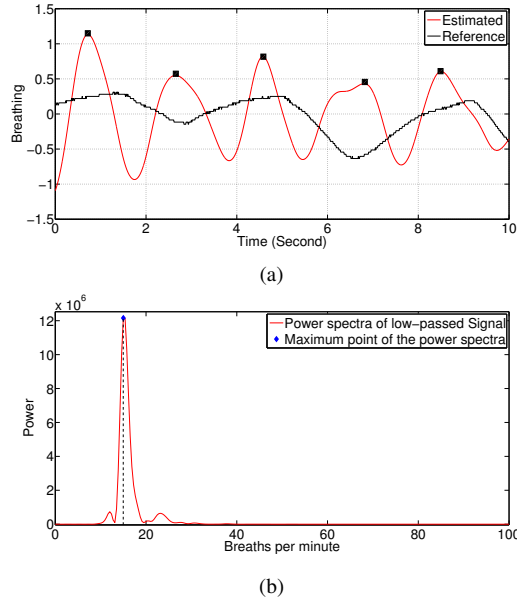 1.5
1
0.5
0
−0.5
−1
−1.5
Breathing
Estimated
Reference
0 2 4 6 8 10
Time (Second)
(a)
x 10^6
12
10
8
6
4
2
0
Power
Power spectra of low-passed Signal
Maximum point of the power spectra
0 20 40 60 80 100
Breaths per minute
(b)